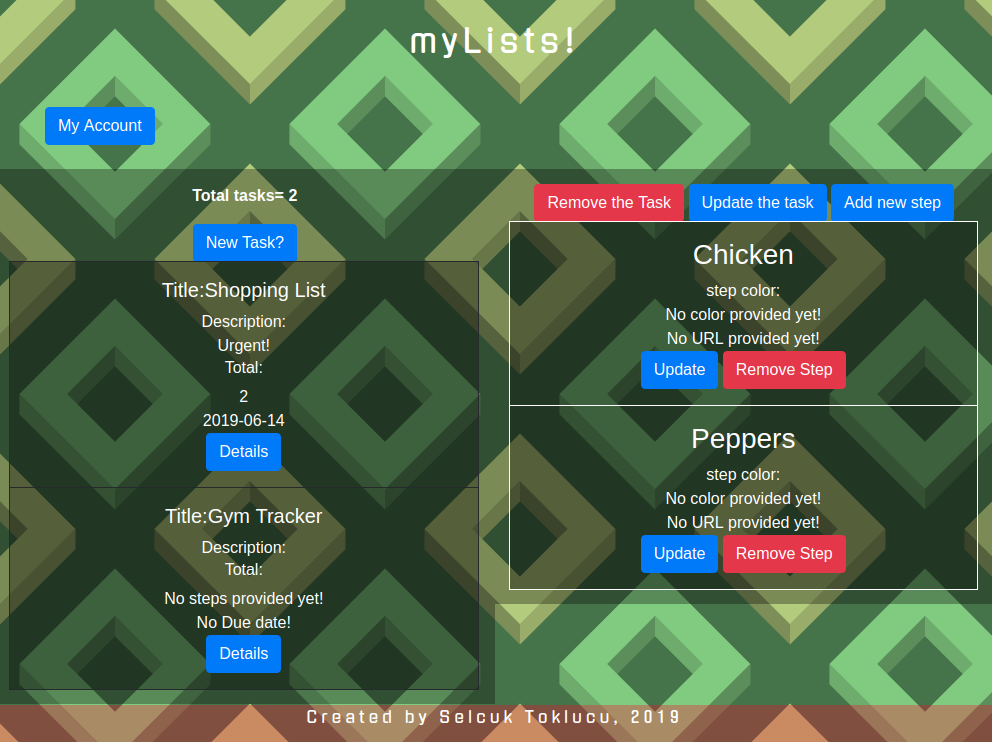 myLists!
My Account
Total tasks= 2
New Task?
Title:Shopping List
Description:
Urgent!
Total:
2
2019-06-14
Details
Title:Gym Tracker
Description:
Total:
No steps provided yet!
No Due date!
Details
Remove the Task Update the task Add new step
Chicken
step color:
No color provided yet!
No URL provided yet!
Update Remove Step
Peppers
step color:
No color provided yet!
No URL provided yet!
Update Remove Step
Created by Selcuk Toklucu, 2019